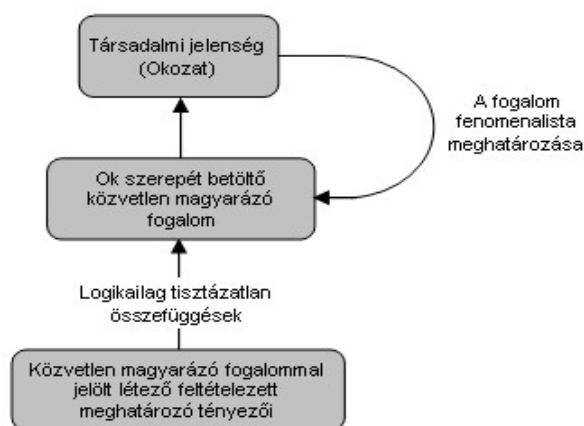 Társadalmi jelenség
(Okozat)
A fogalom
fenomenalista
meghatározása
Ok szerepét betöltő
közvetlen magyarázó
fogalom
Logikailag tisztázatlan
összefüggések
Közvetlen magyarázó fogalommal
jelölt létező feltételezett
meghatározó tényezői